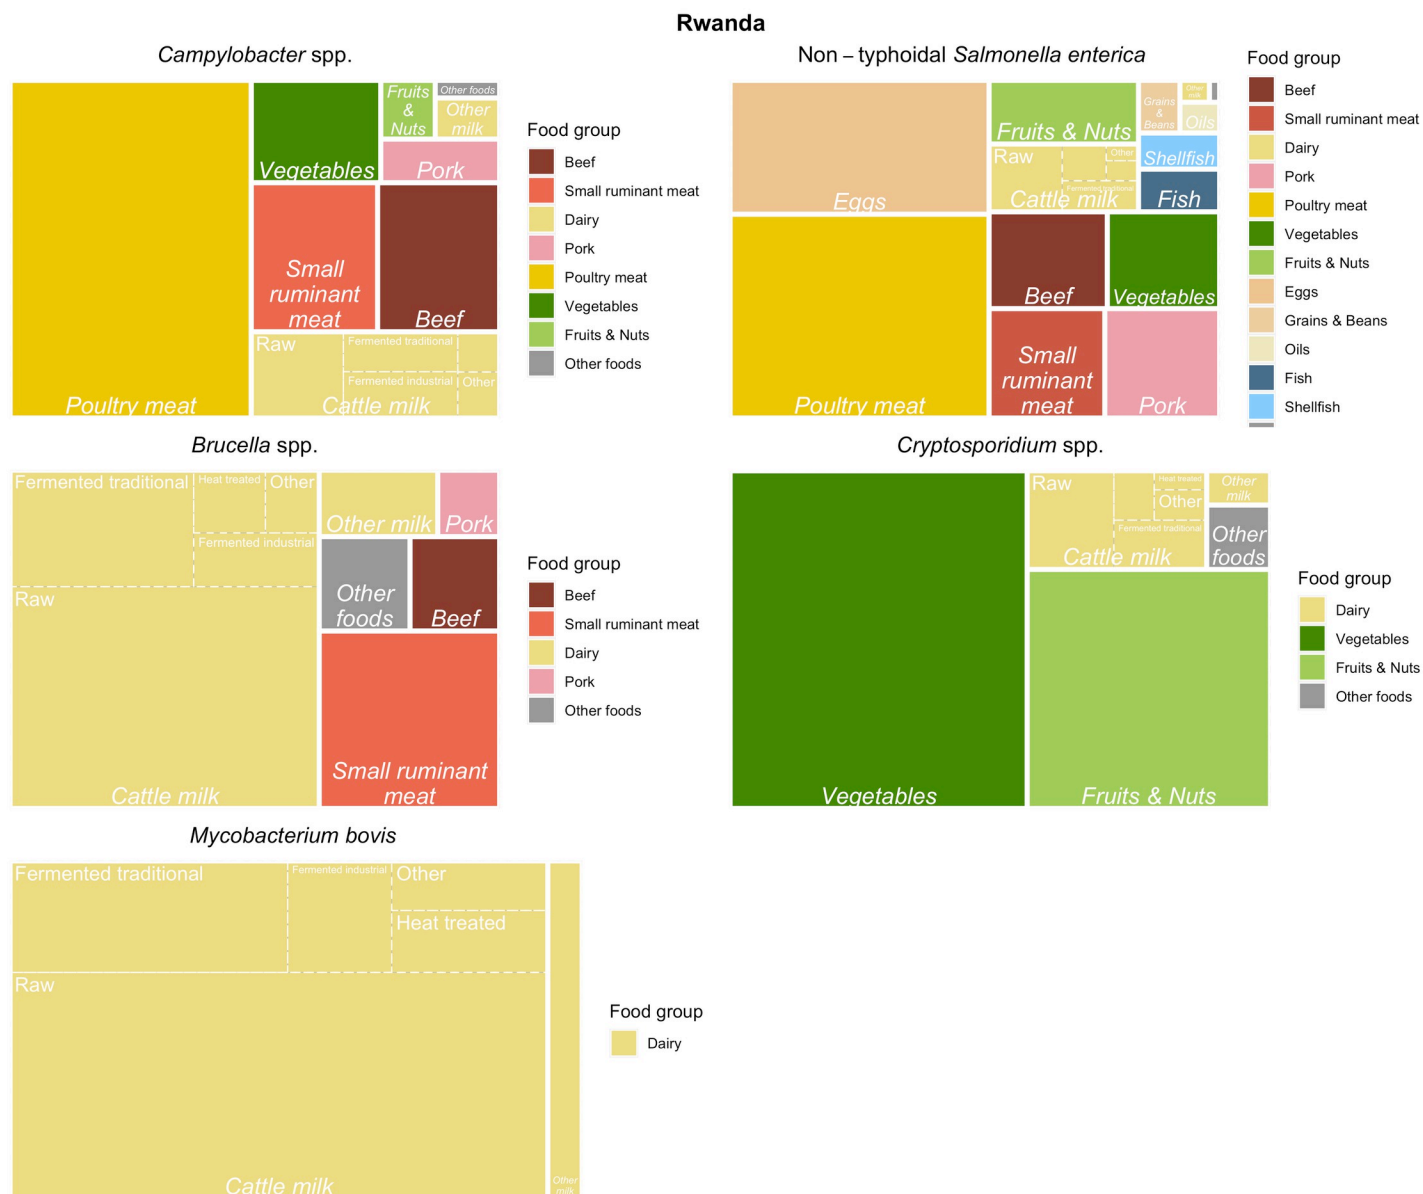 Rwanda
Campylobacter spp.
Poultry meat
Vegetables
Fruits
&
Nuts
Other foods
Other
milk
Pork
Small
ruminant
meat
Beef
Raw
Fermented traditional
Fermented industrial
Other
Cattle milk
Food group
Beef
Small ruminant meat
Dairy
Pork
Poultry meat
Vegetables
Fruits & Nuts
Other foods
Non – typhoidal Salmonella enterica
Eggs
Poultry meat
Fruits & Nuts
Raw
Other
Fermented traditional
Cattle milk
Grains
&
Beans
Other
milk
Oils
Shellfish
Fish
Beef
Vegetables
Small
ruminant
meat
Pork
Food group
Beef
Small ruminant meat
Dairy
Pork
Poultry meat
Vegetables
Fruits & Nuts
Eggs
Grains & Beans
Oils
Fish
Shellfish
Brucella spp.
Fermented traditional
Heat treated
Other
Fermented industrial
Raw
Cattle milk
Other milk
Pork
Other
foods
Beef
Small ruminant
meat
Food group
Beef
Small ruminant meat
Dairy
Pork
Other foods
Cryptosporidium spp.
Vegetables
Raw
Heat treated
Other
Fermented traditional
Cattle milk
Other
milk
Other
foods
Fruits & Nuts
Food group
Dairy
Vegetables
Fruits & Nuts
Other foods
Mycobacterium bovis
Fermented traditional
Fermented industrial
Other
Heat treated
Raw
Cattle milk
Other
milk
Food group
Dairy